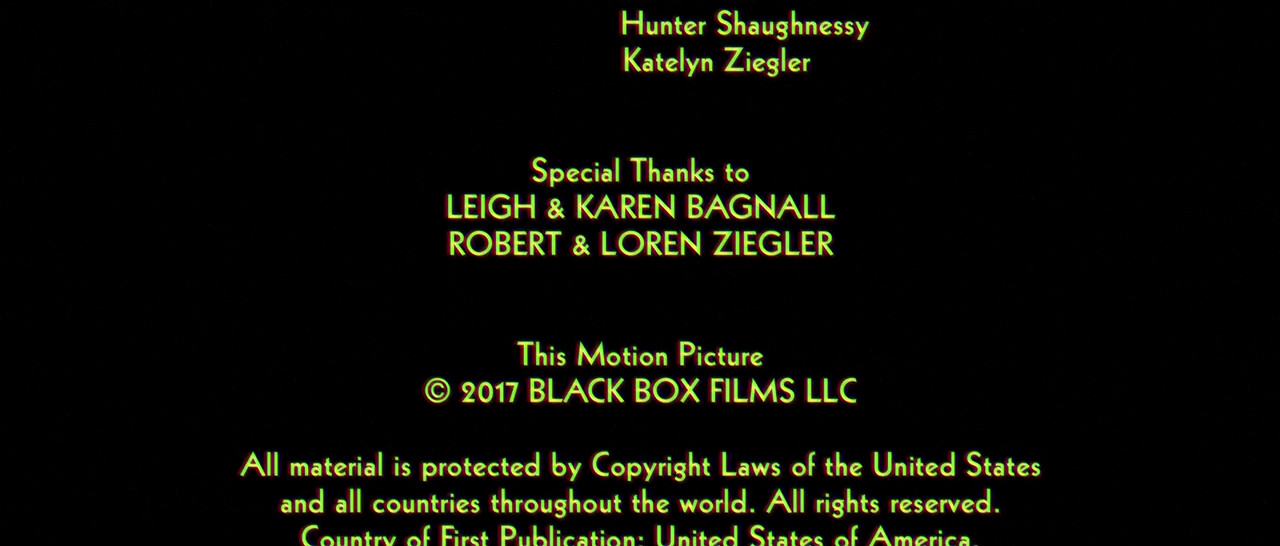 Hunter Shaughnessy
Katelyn Ziegler
Special Thanks to
LEIGH & KAREN BAGNALL
ROBERT & LOREN ZIEGLER
This Motion Picture
© 2017 BLACK BOX FILMS LLC
All material is protected by Copyright Laws of the United States
and all countries throughout the world. All rights reserved.
Country of First Publication: United States of America.